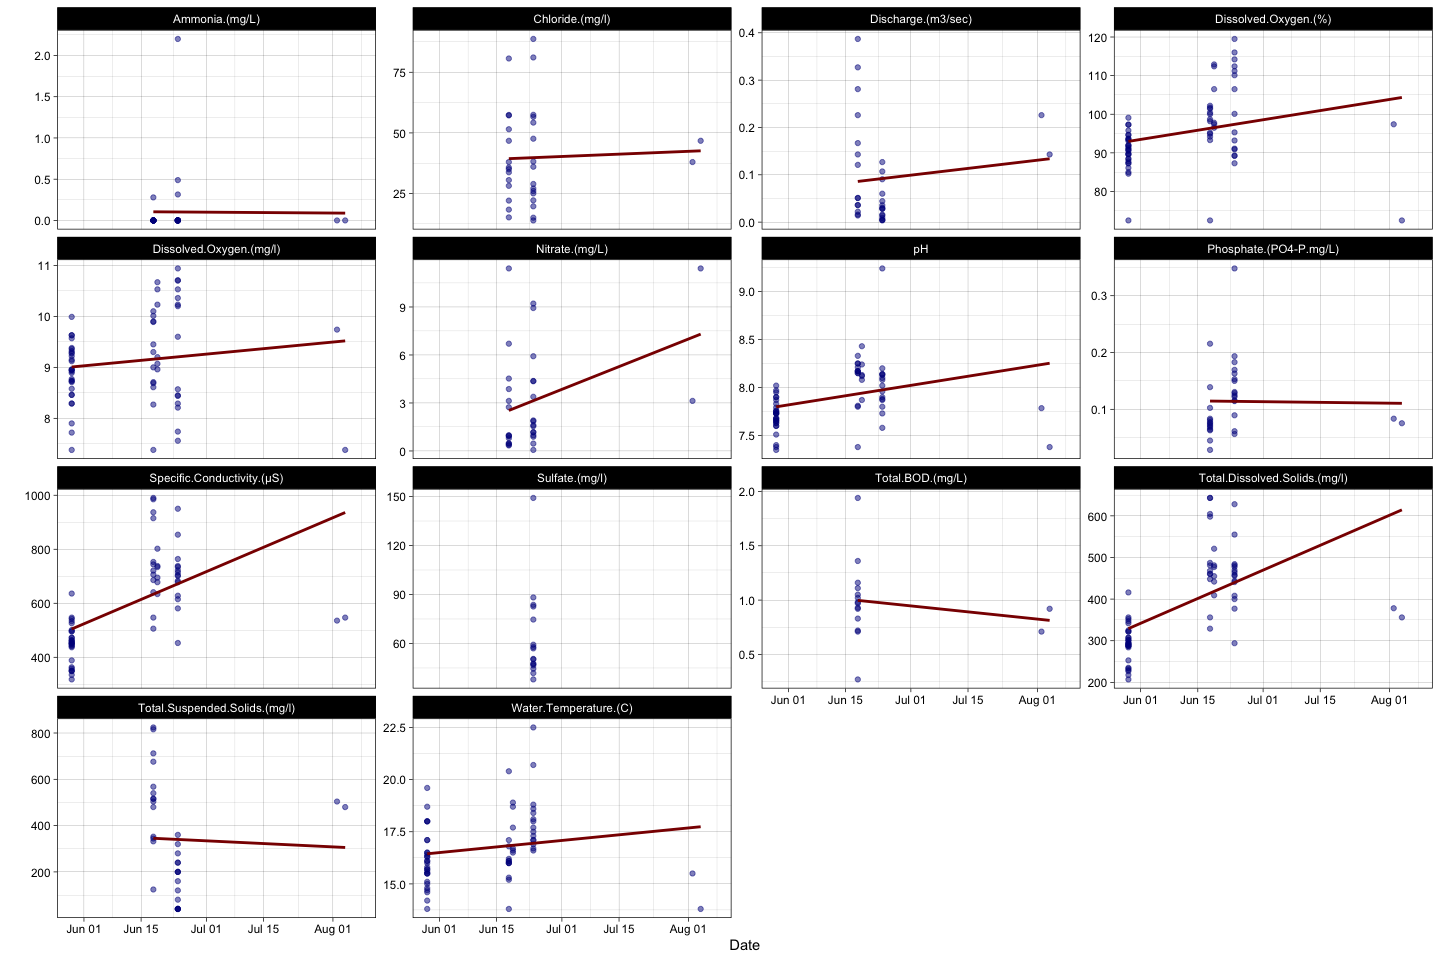 Ammonia.(mg/L) Chloride.(mg/l) Discharge.(m3/sec) Dissolved.Oxygen.(%)
2.0 1.5 1.0 0.5 0.0
75 50 25
0.4 0.3 0.2 0.1 0.0
120 110 100 90 80
Dissolved.Oxygen.(mg/l) Nitrate.(mg/L) pH Phosphate.(PO4-P.mg/L)
11 10 9 8
9 6 3 0
9.0 8.5 8.0 7.5
0.3 0.2 0.1
Specific.Conductivity.(µS) Sulfate.(mg/l) Total.BOD.(mg/L) Total.Dissolved.Solids.(mg/l)
1000 800 600 400
150 120 90 60
2.0 1.5 1.0 0.5
600 500 400 300 200
Jun 01 Jun 15 Jul 01 Jul 15 Aug 01
Jun 01 Jun 15 Jul 01 Jul 15 Aug 01
Total.Suspended.Solids.(mg/l) Water.Temperature.(C)
800 600 400 200
22.5 20.0 17.5 15.0
Jun 01 Jun 15 Jul 01 Jul 15 Aug 01
Jun 01 Jun 15 Jul 01 Jul 15 Aug 01
Date